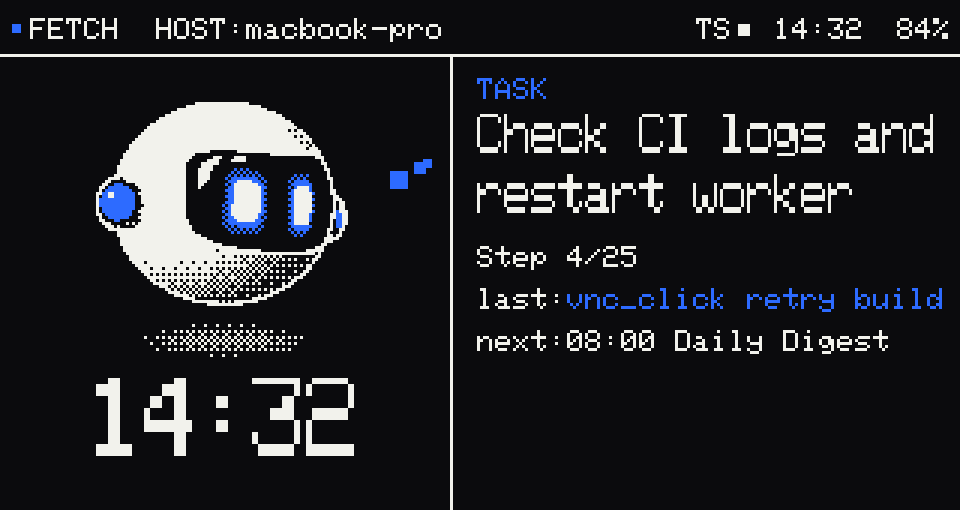 FETCH HOST:macbook-pro TS 14:32 84%
TASK
Check CI logs and
restart worker
Step 4/25
last:vnc_click retry build
next:08:00 Daily Digest
14:32